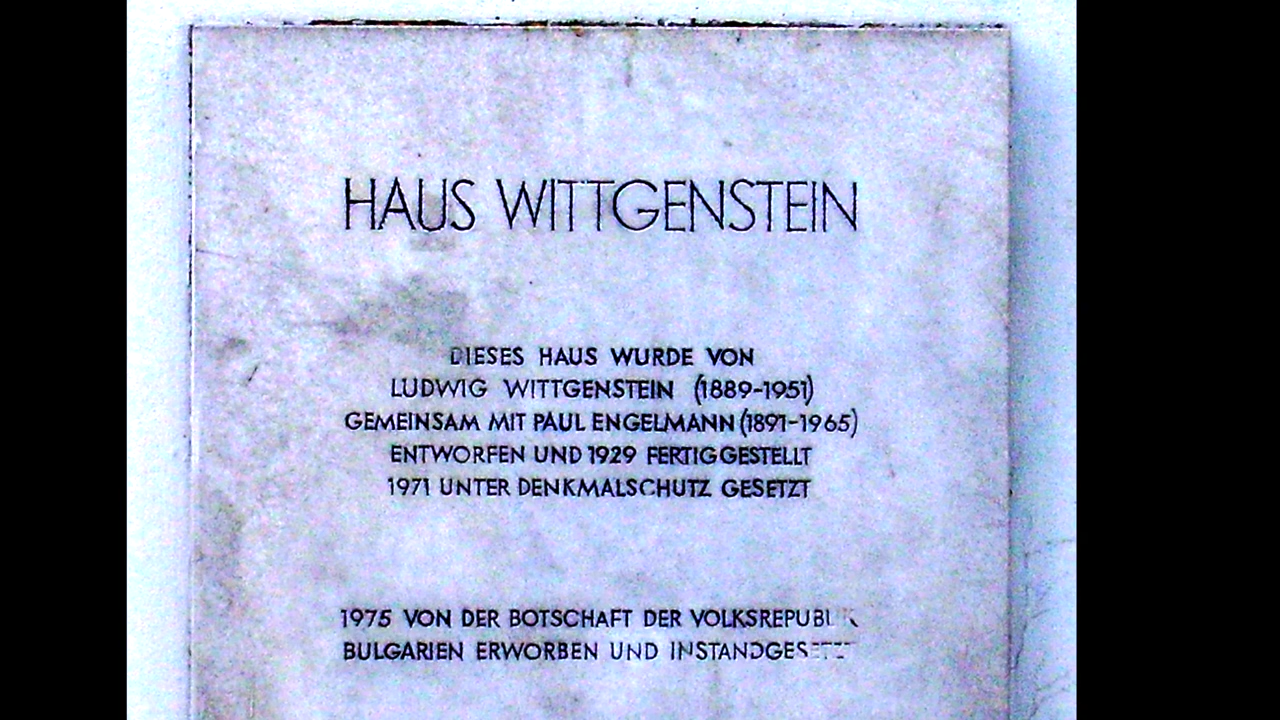 HAUS WITTGENSTEIN
DIESES HAUS WURDE VON
LUDWIG WITTGENSTEIN (1889-1951)
GEMEINSAM MIT PAUL ENGELMANN (1891-1965)
ENTWORFEN UND 1929 FERTIGGESTELLT
1971 UNTER DENKMALSCHUTZ GESETZT
1975 VON DER BOTSCHAFT DER VOLKSREPUBLIK
BULGARIEN ERWORBEN UND INSTANDGESETZT